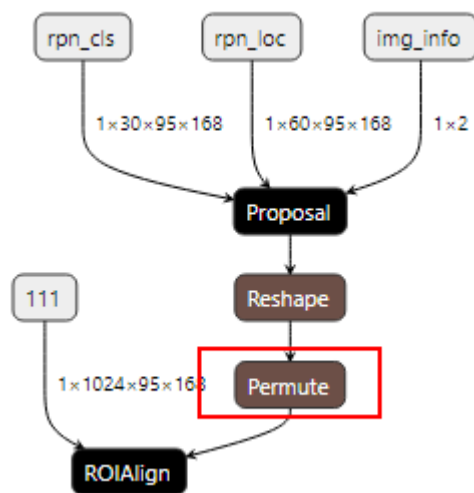 rpn_cls
rpn_loc
img_info
1×30×95×168
1×60×95×168
1×2
Proposal
111
Reshape
1×1024×95×168
Permute
ROIAlign